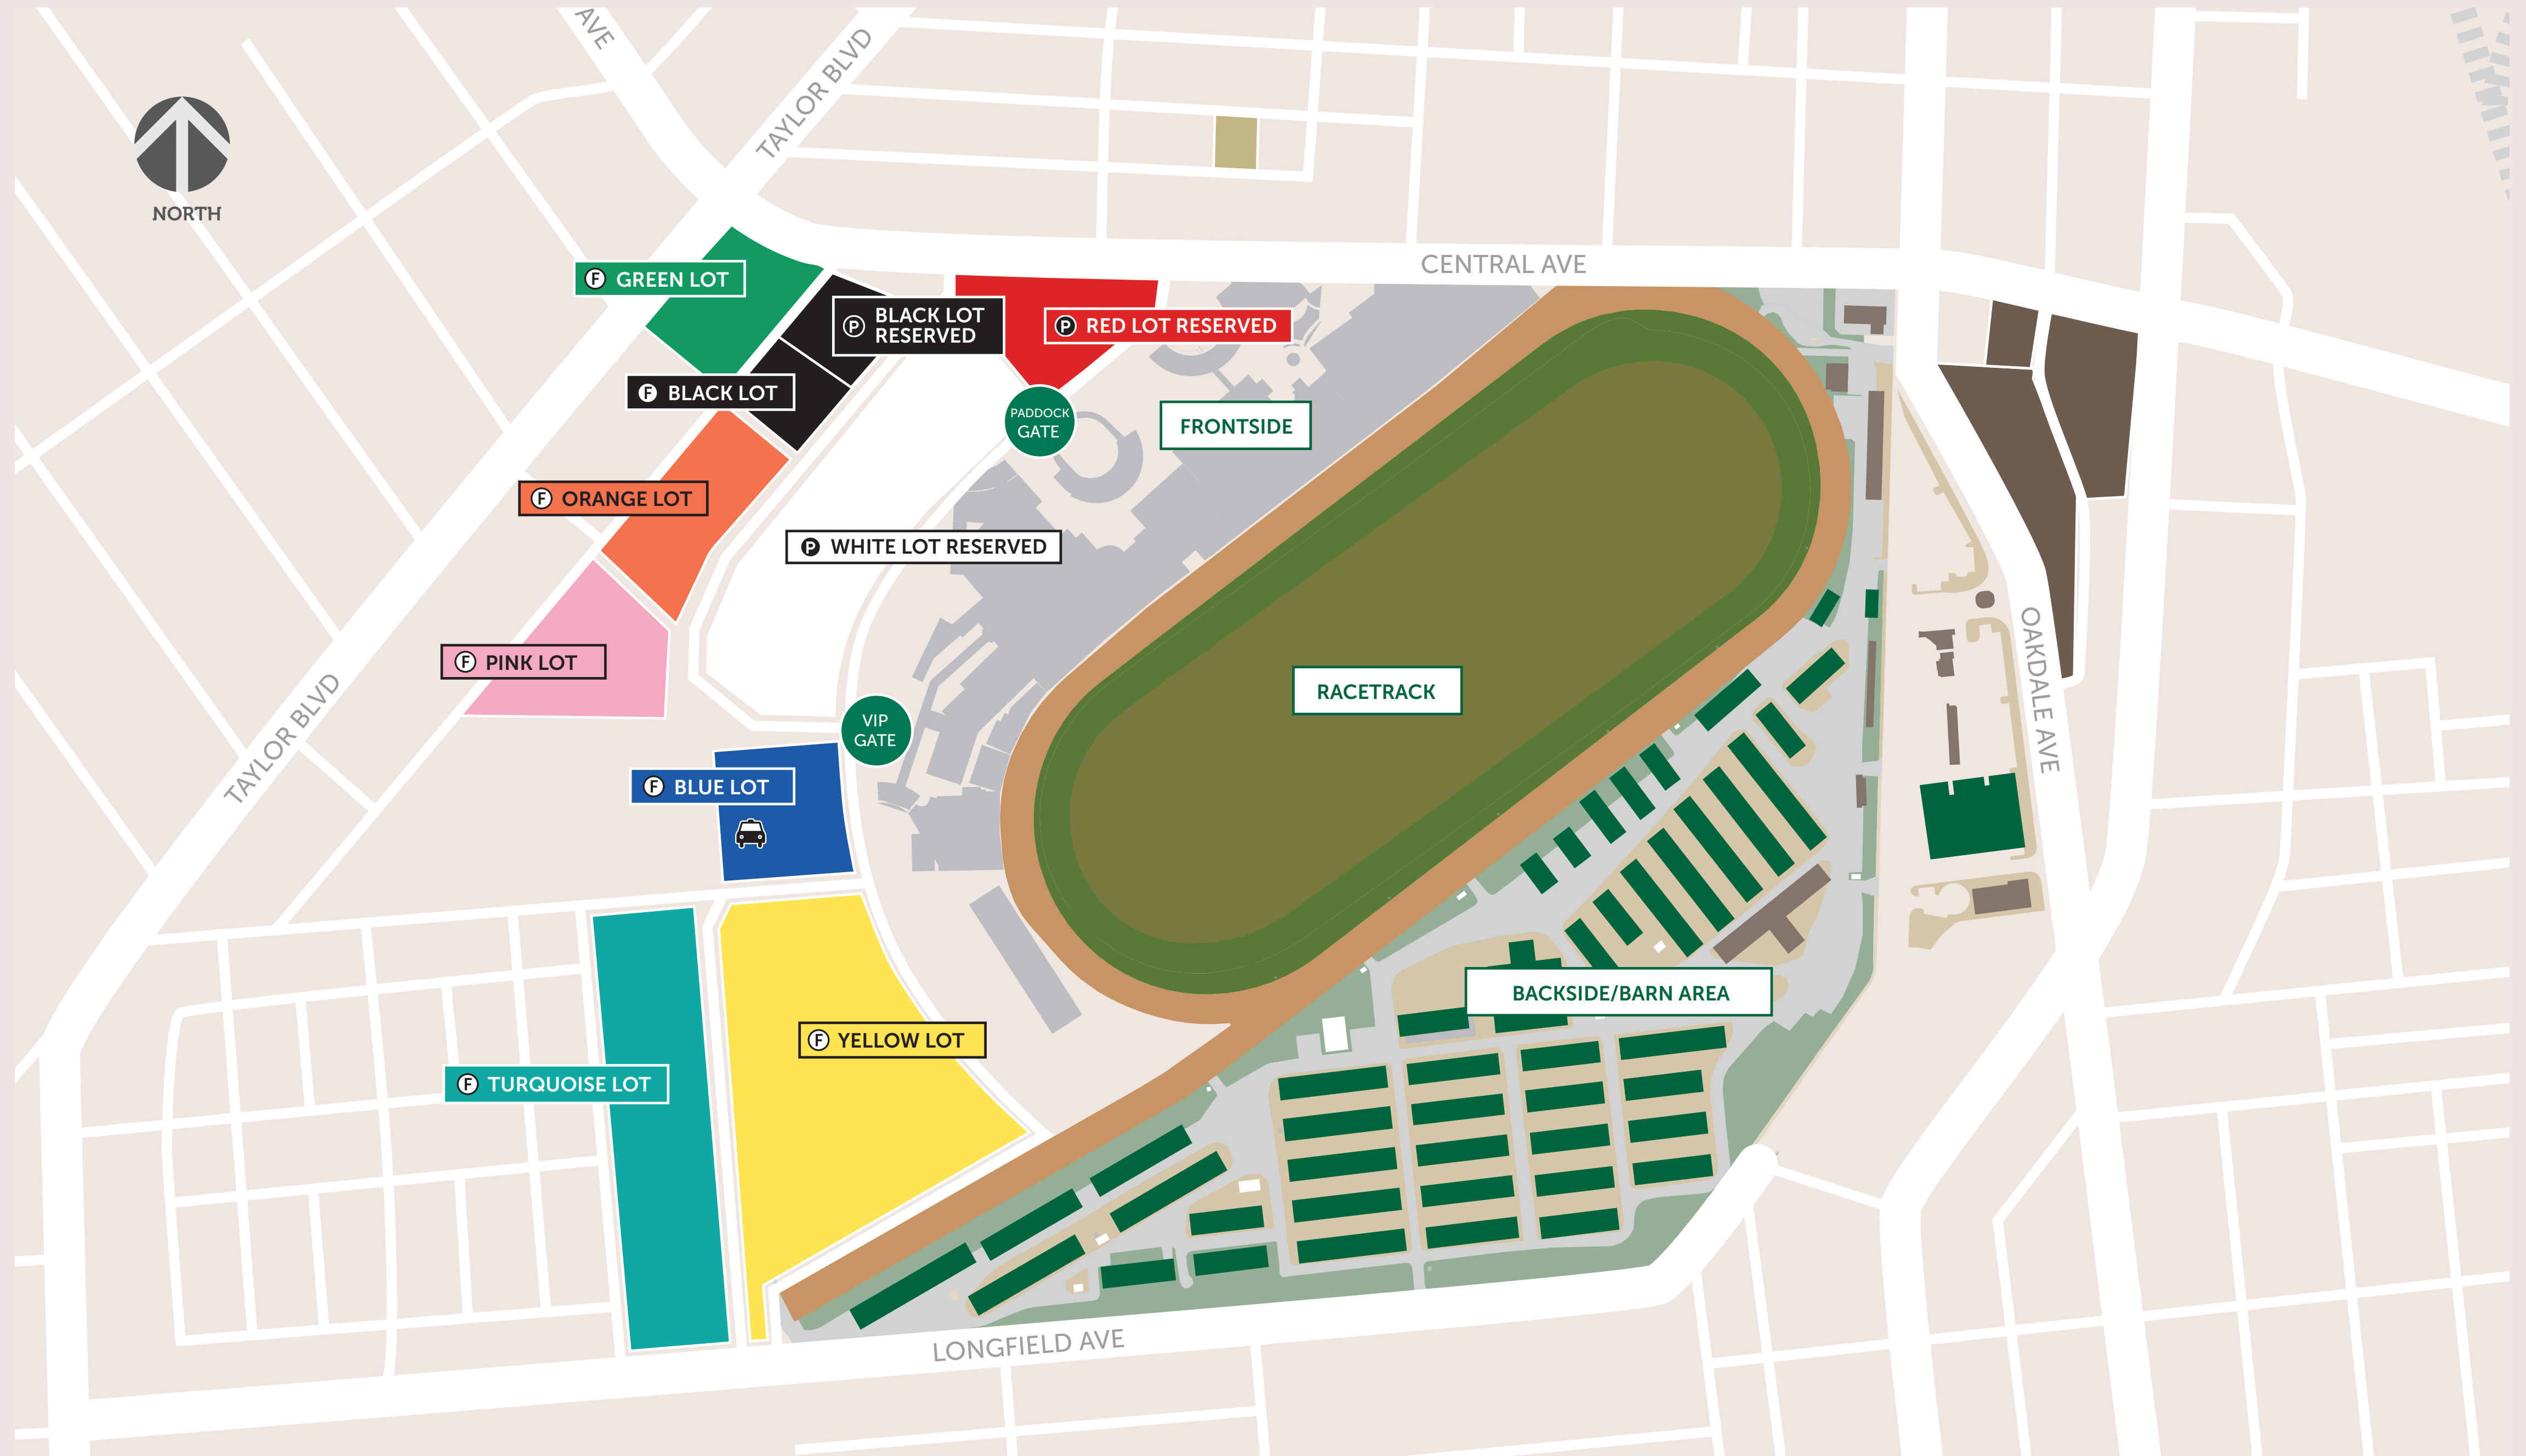 AVE
TAYLOR BLVD
NORTH
CENTRAL AVE
F GREEN LOT
P BLACK LOT
RESERVED
P RED LOT RESERVED
F BLACK LOT
PADDOCK
GATE
FRONTSIDE
F ORANGE LOT
P WHITE LOT RESERVED
F PINK LOT
TAYLOR BLVD
RACETRACK
OAKDALE AVE
VIP
GATE
F BLUE LOT
BACKSIDE/BARN AREA
F YELLOW LOT
F TURQUOISE LOT
LONGFIELD AVE